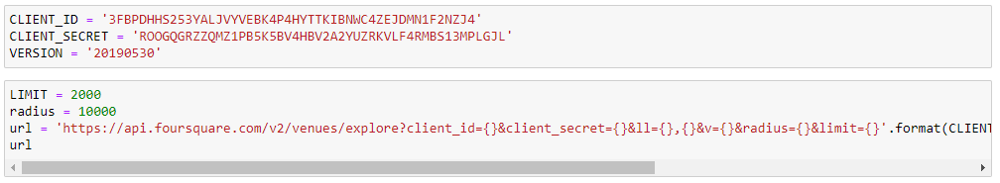 CLIENT_ID = '3FBPDHHS253YALJVYVEBK4P4HYTTKIBNWC4ZEJDMN1F2NZJ4'
CLIENT_SECRET = 'ROOGQGRZZQMZ1PB5K5BV4HBV2A2YUZRKVLF4RMBS13MPLGJL'
VERSION = '20190530'
LIMIT = 2000
radius = 10000
url = 'https://api.foursquare.com/v2/venues/explore?client_id={}&client_secret={}&ll={},{}&v={}&radius={}&limit={}'.format(CLIENT
url